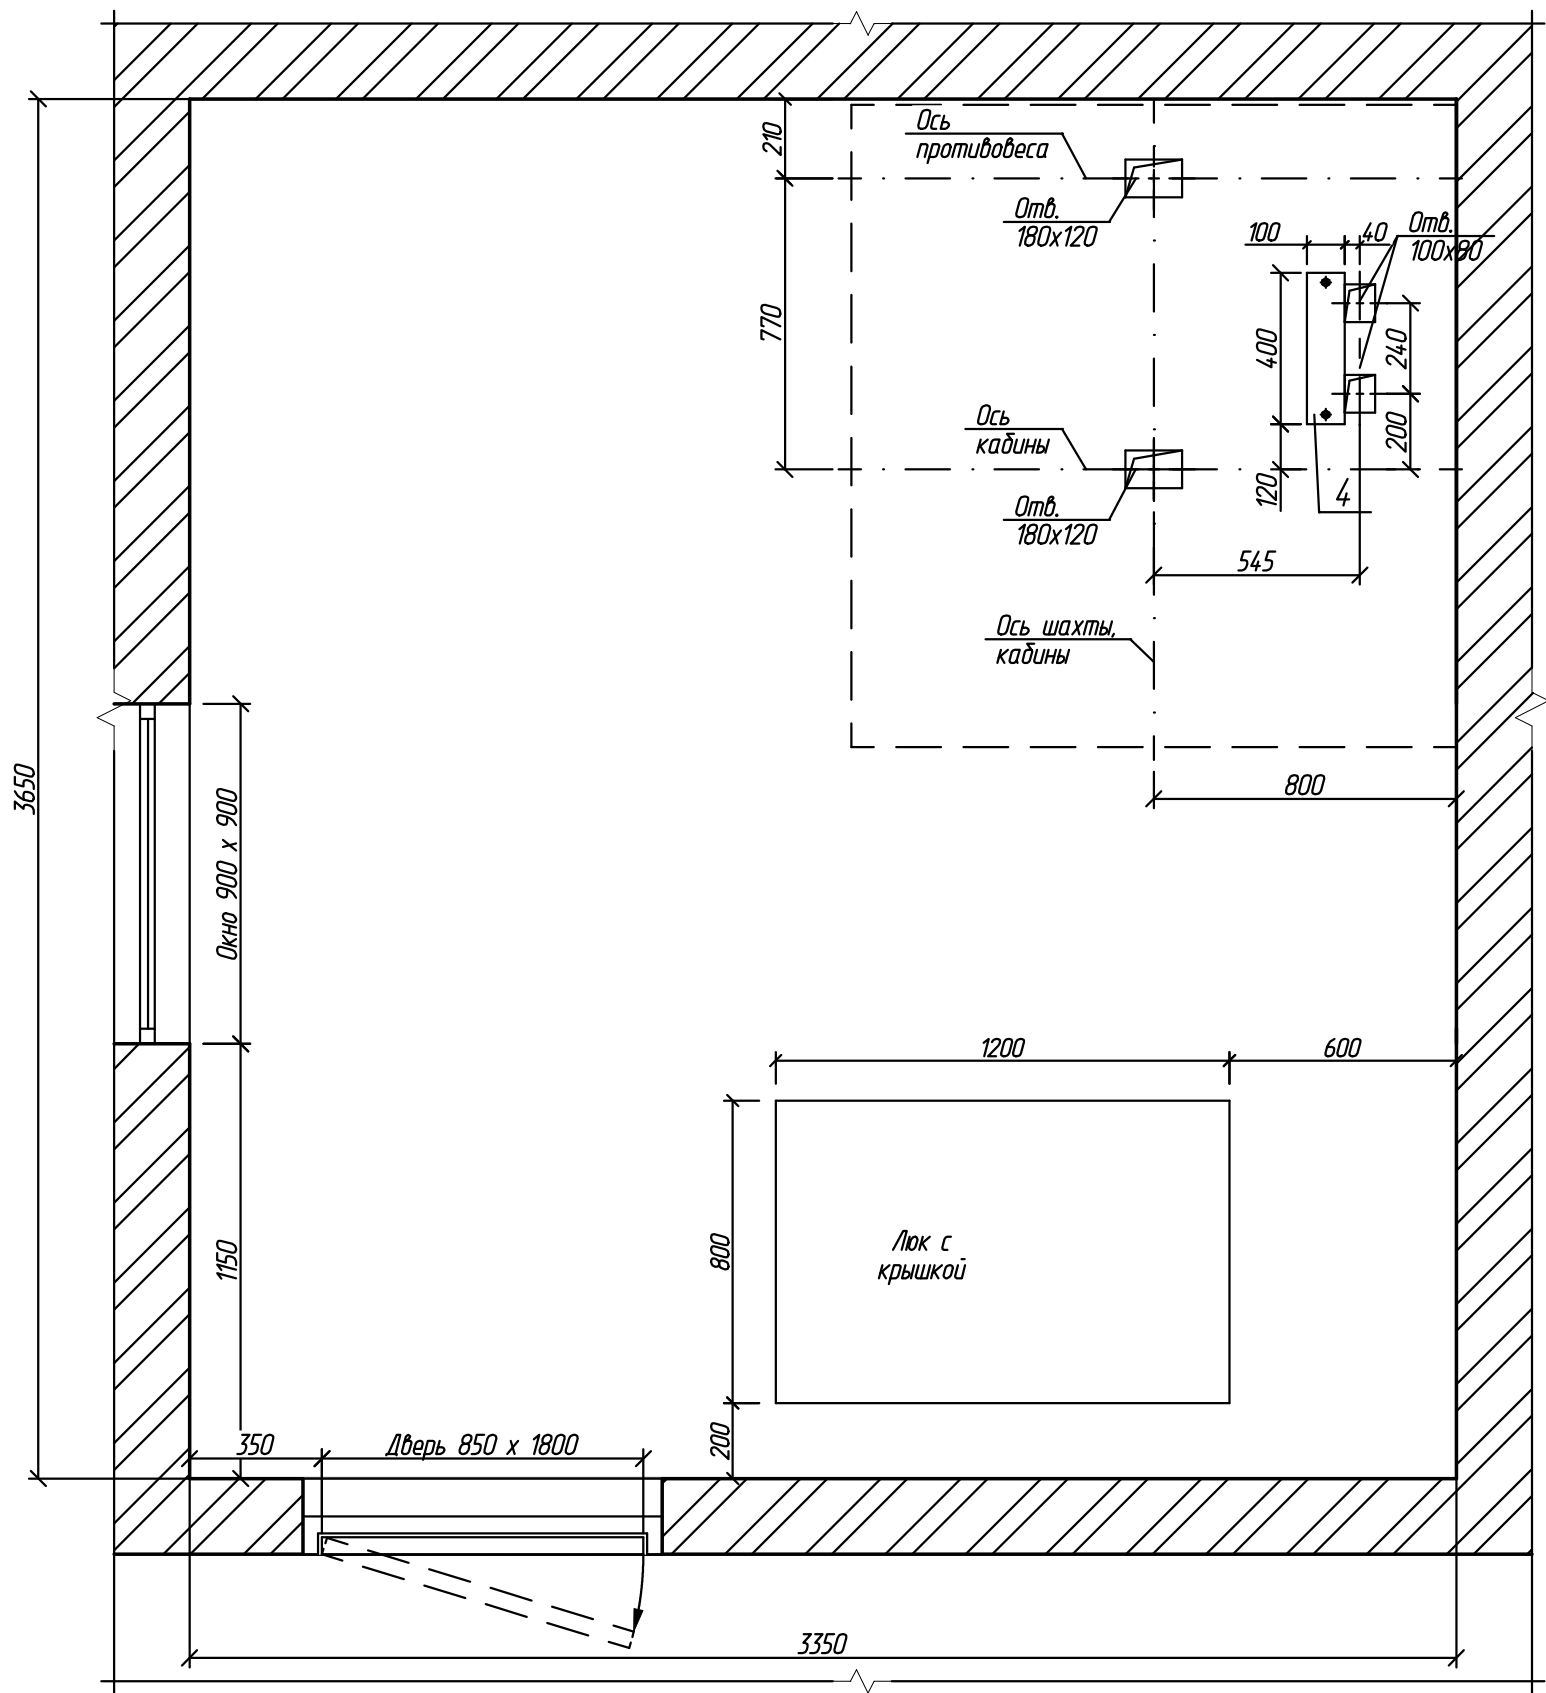 Ось
противовеса
210
Отв.
180х120
100
40
Отв.
100х80
770
400
240
Ось
кабины
200
120
4
Отв.
180х120
545
Ось шахты,
кабины
3650
800
Окно 900 х 900
1200
600
1150
800
Люк с
крышкой
200
350
Дверь 850 х 1800
3350